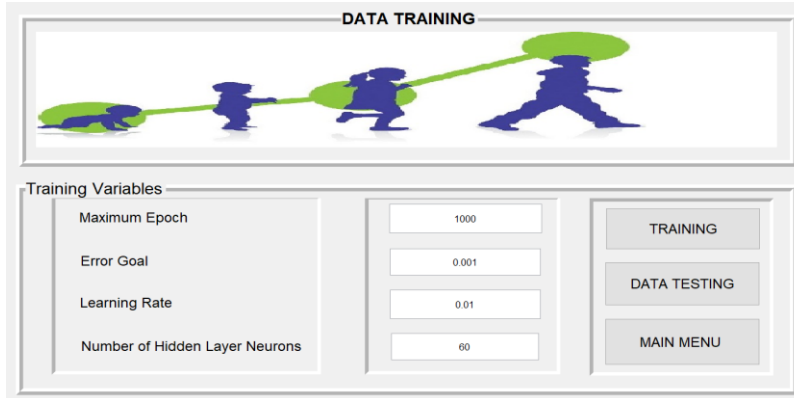 DATA TRAINING
Training Variables
Maximum Epoch
1000
Error Goal
0.001
Learning Rate
0.01
Number of Hidden Layer Neurons
60
TRAINING
DATA TESTING
MAIN MENU